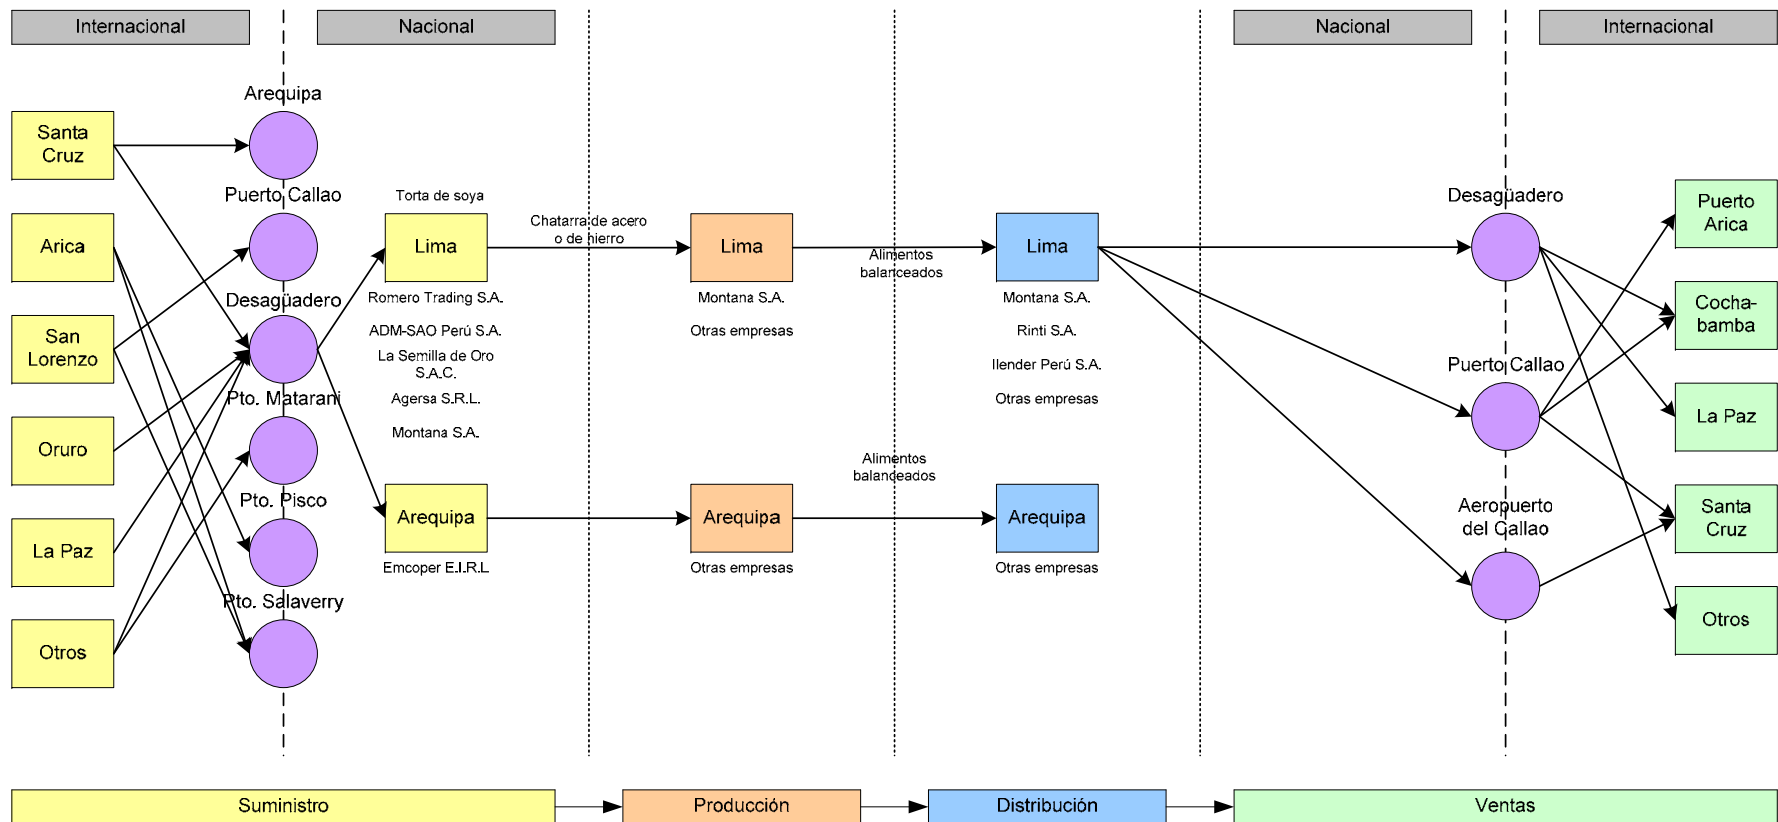 Internacional
Nacional
Nacional
Internacional
Arequipa
Santa
Cruz
Puerto Callao
Arica
Desagüadero
San
Lorenzo
Pto. Matarani
Oruro
Pto. Pisco
La Paz
Pto. Salaverry
Otros
Torta de soya
Lima
Romero Trading S.A.
ADM-SAO Perú S.A.
La Semilla de Oro
S.A.C.
Agersa S.R.L.
Montana S.A.
Arequipa
Emcoper E.I.R.L
Chatarra de acero
o de hierro
Lima
Montana S.A.
Otras empresas
Arequipa
Otras empresas
Alimentos
balanceados
Alimentos
balanceados
Lima
Montana S.A.
Rinti S.A.
Ilender Perú S.A.
Otras empresas
Arequipa
Otras empresas
Desagüadero
Puerto Callao
Aeropuerto
del Callao
Puerto
Arica
Cocha-
bamba
La Paz
Santa
Cruz
Otros
Suministro
Producción
Distribución
Ventas